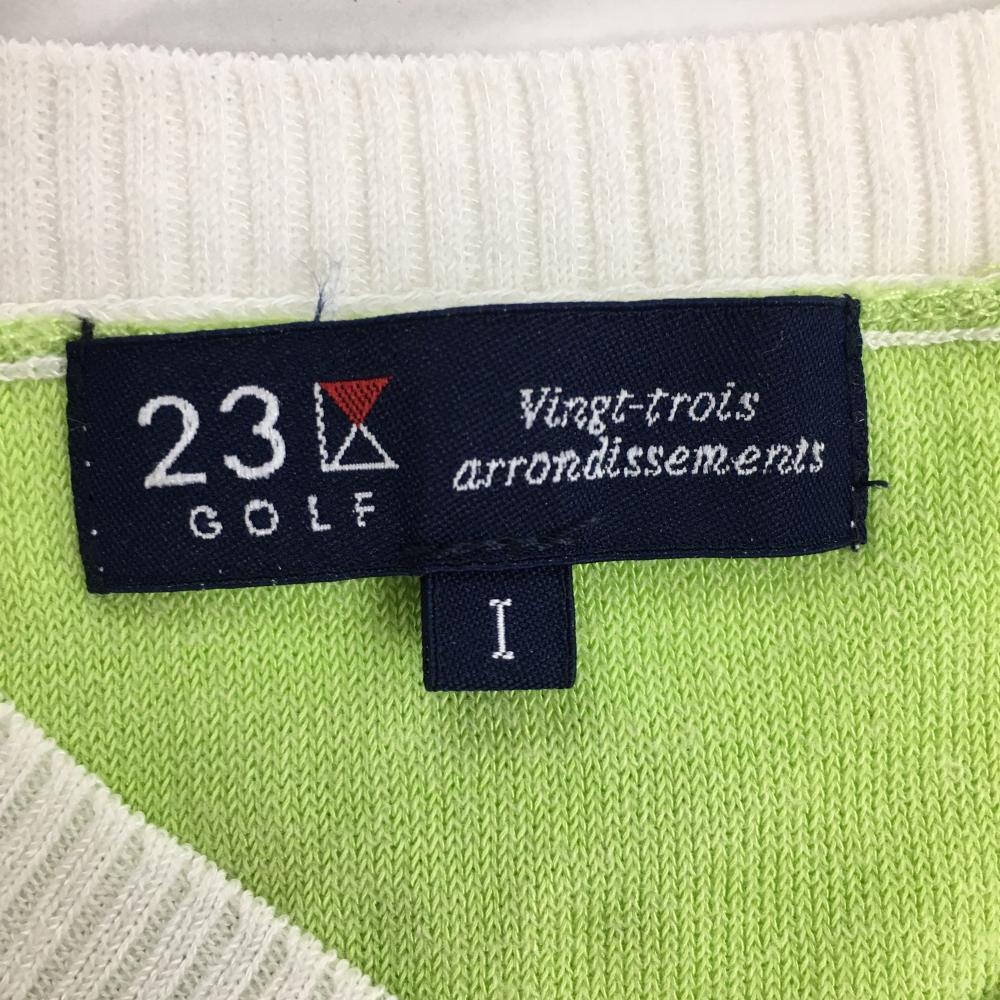 23
GOLF
Vingt-trois
arrondissements
I